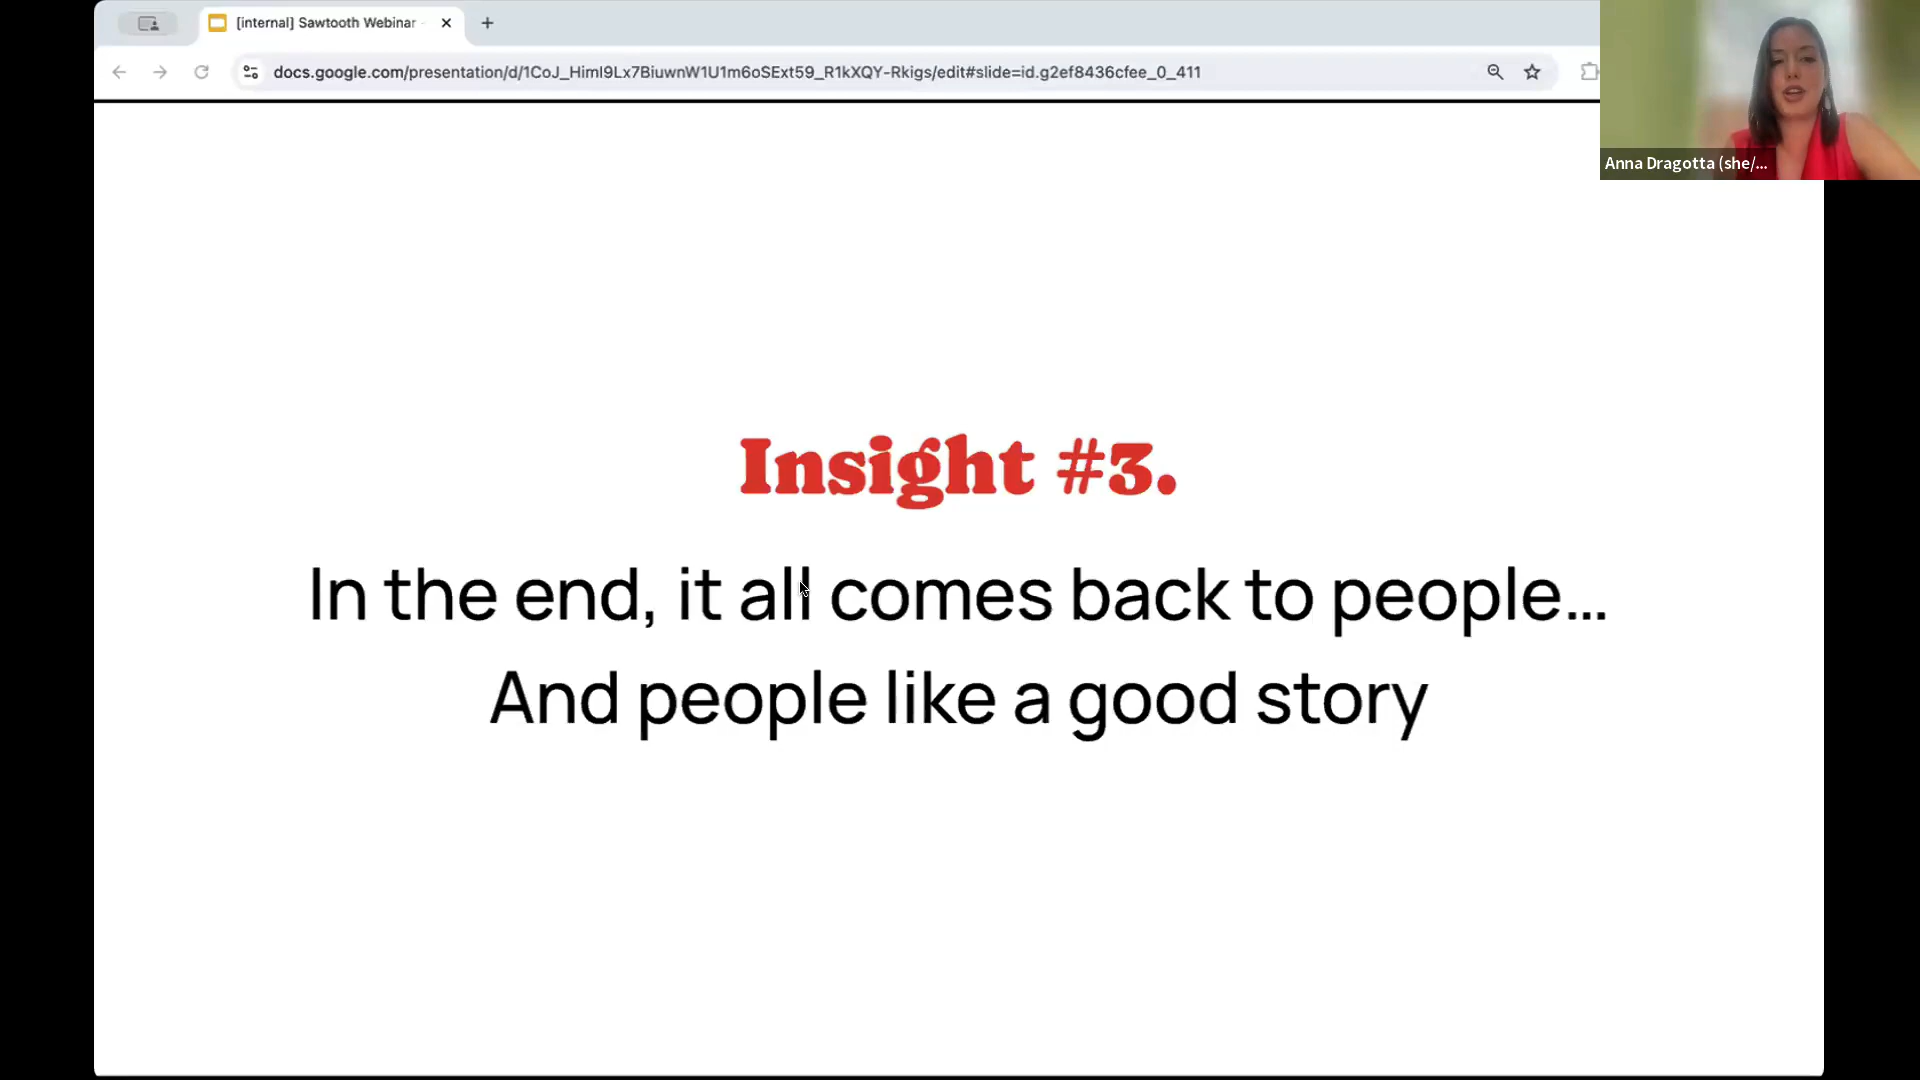 [internal] Sawtooth Webinar
docs.google.com/presentation/d/1CoJ_HimI9Lx7BiuwnW1U1m6oSExt59_R1kXQY-Rkigs/edit#slide=id.g2ef8436cfee_0_411
Anna Dragotta (she/...
Insight #3.
In the end, it all comes back to people...
And people like a good story